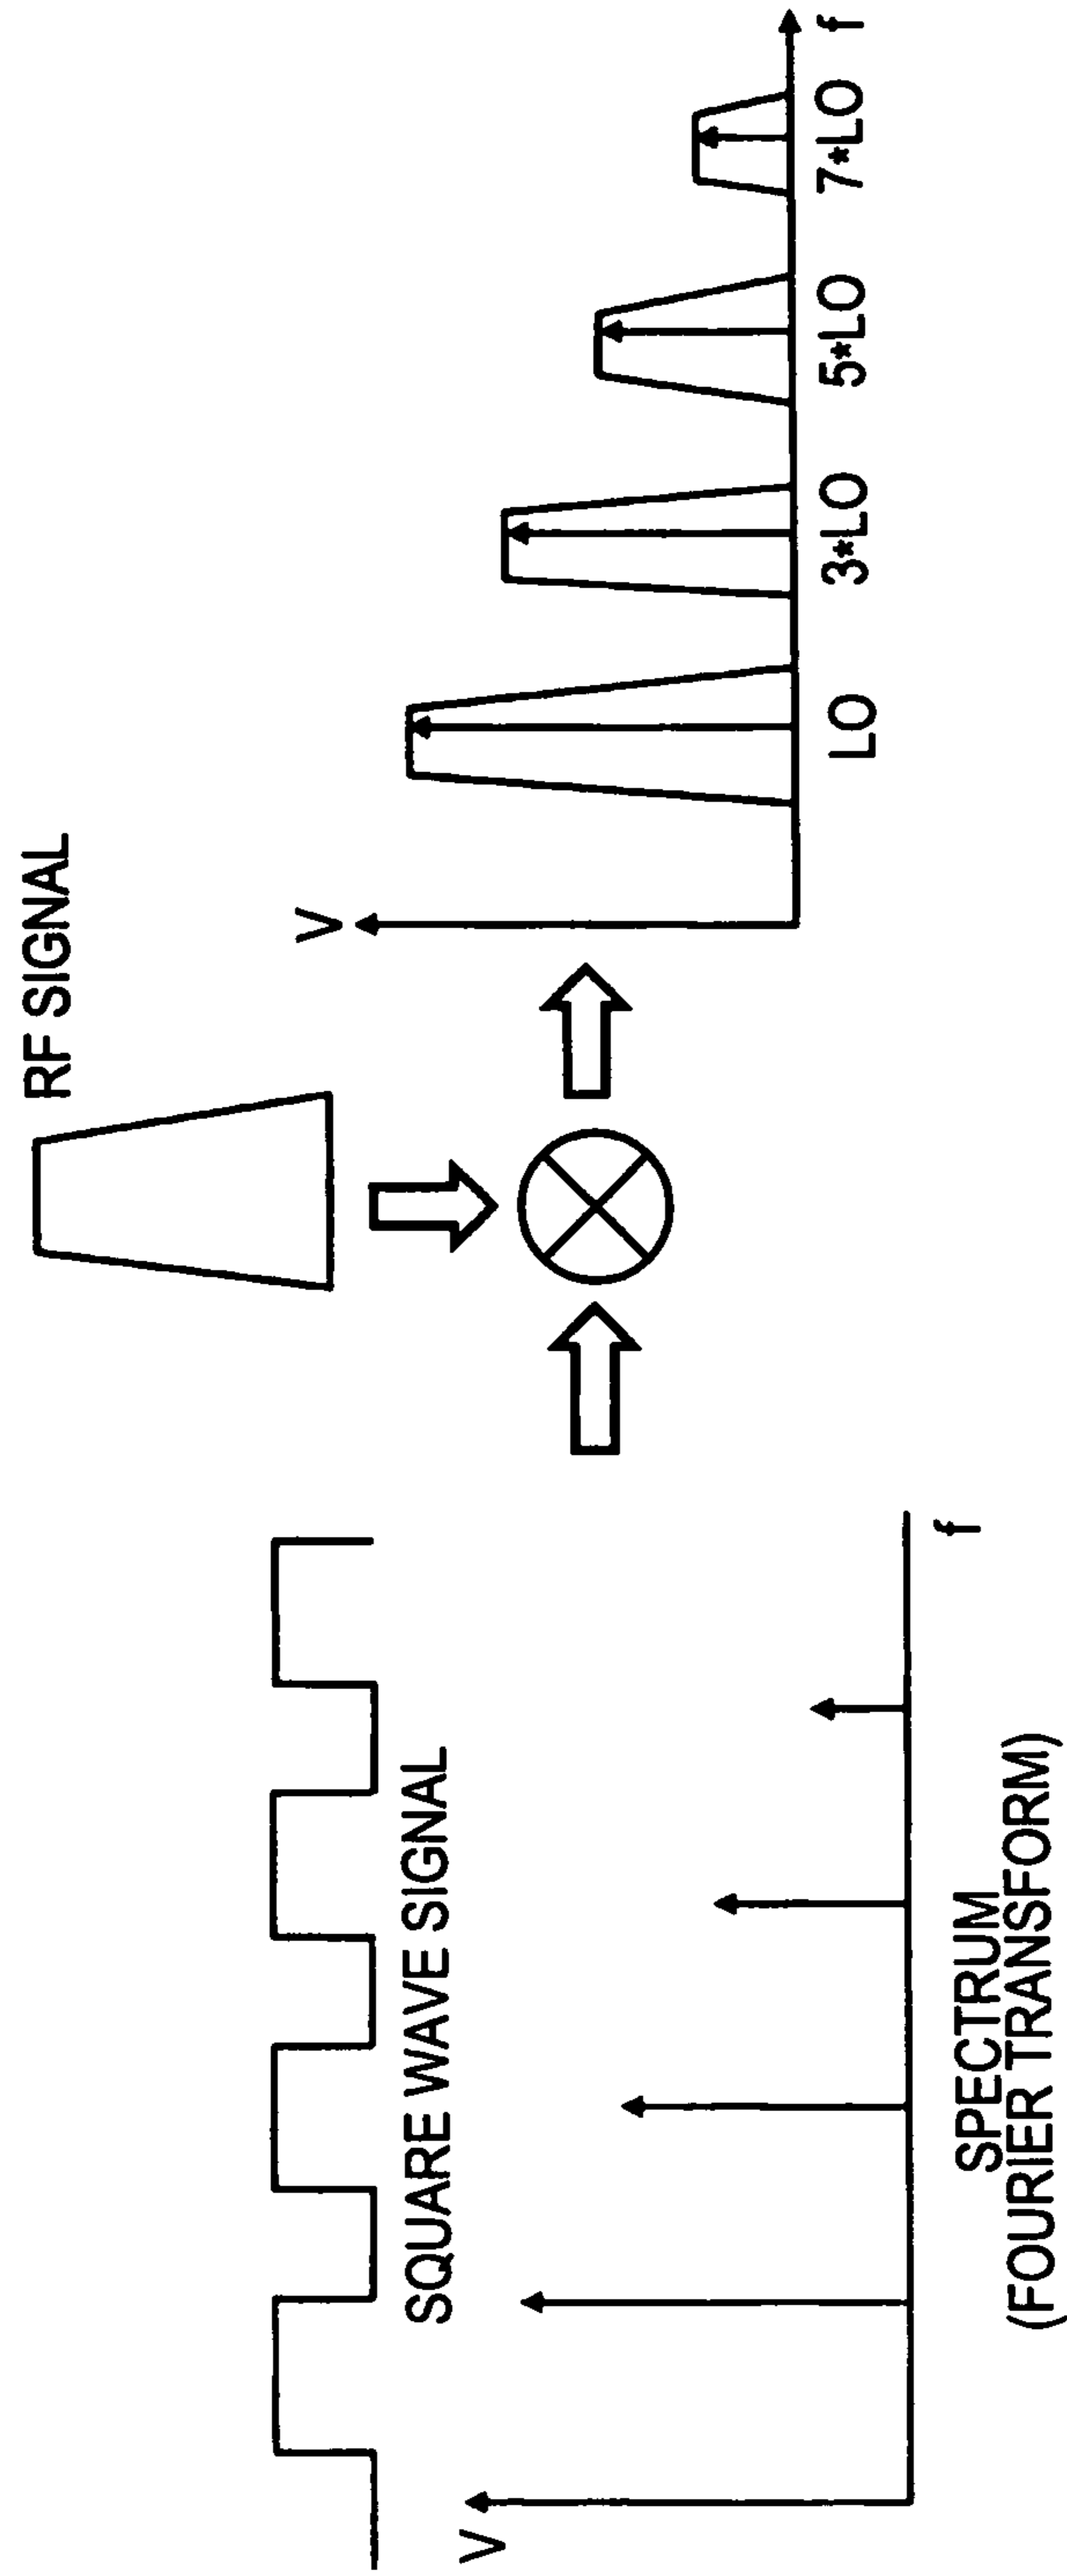 SQUARE WAVE SIGNAL
V
f
SPECTRUM
(FOURIER TRANSFORM)
RF SIGNAL
V
LO
3*LO
5*LO
7*LO
f